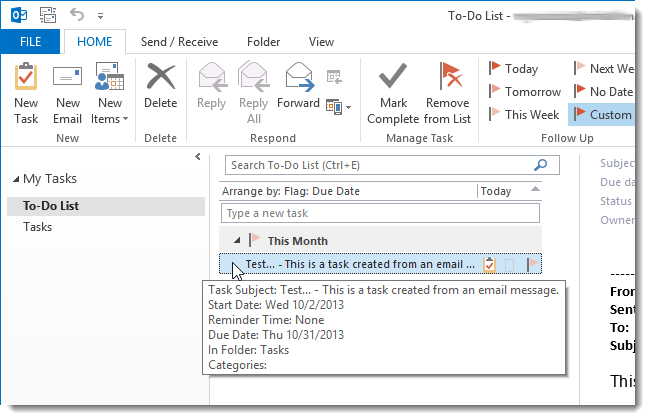 To-Do List -
FILE HOME Send / Receive Folder View
New Task
New Email
New Items
Delete
Reply
Reply All
Forward
Mark Complete
Remove from List
Today
Tomorrow
This Week
Next We
No Date
Custom
New
Delete
Respond
Manage Task
Follow Up
My Tasks
To-Do List
Tasks
Search To-Do List (Ctrl+E)
Arrange by: Flag: Due Date Today
Type a new task
This Month
Test... - This is a task created from an email ...
Task Subject: Test... - This is a task created from an email message.
Start Date: Wed 10/2/2013
Reminder Time: None
Due Date: Thu 10/31/2013
In Folder: Tasks
Categories:
Subjec
Due da
Status
Owne
-----
From
Sent
To:
Subj
This